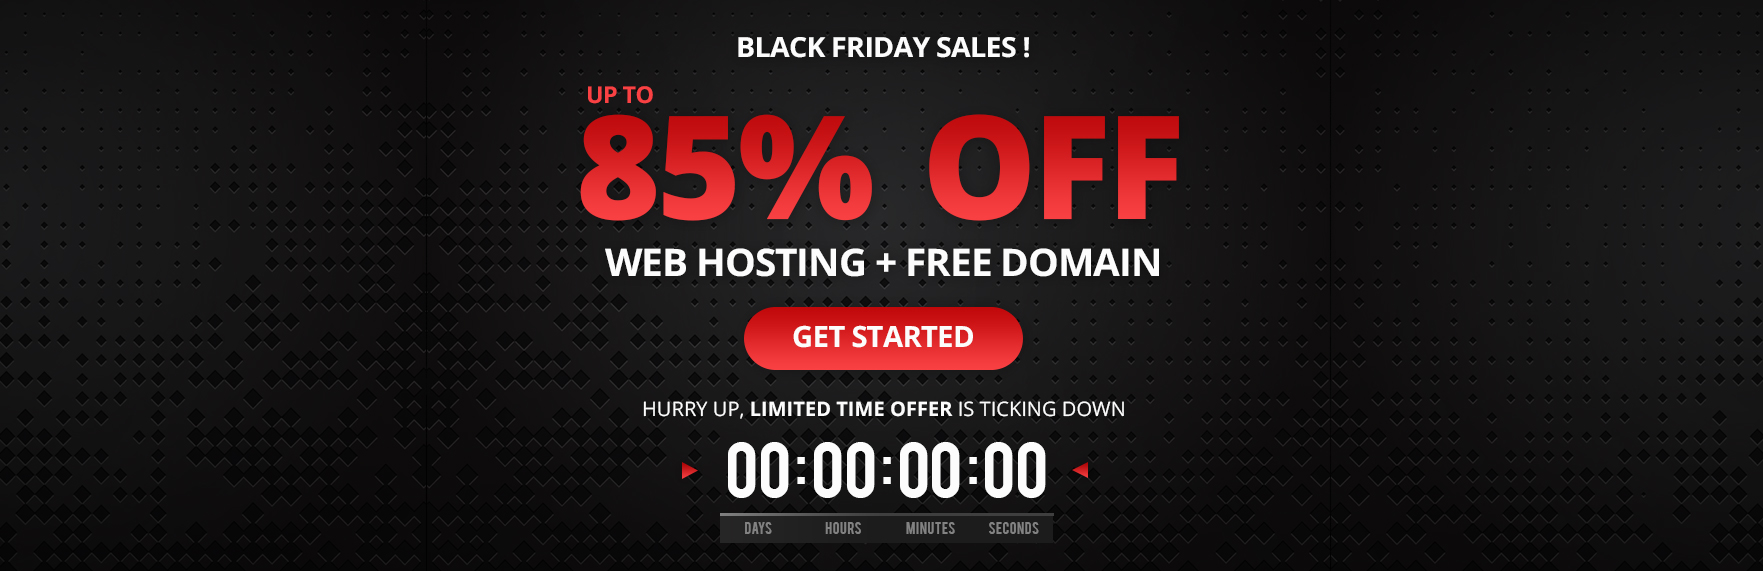 BLACK FRIDAY SALES !
UP TO
85% OFF
WEB HOSTING + FREE DOMAIN
GET STARTED
HURRY UP, LIMITED TIME OFFER IS TICKING DOWN
00:00:00:00
DAYS HOURS MINUTES SECONDS